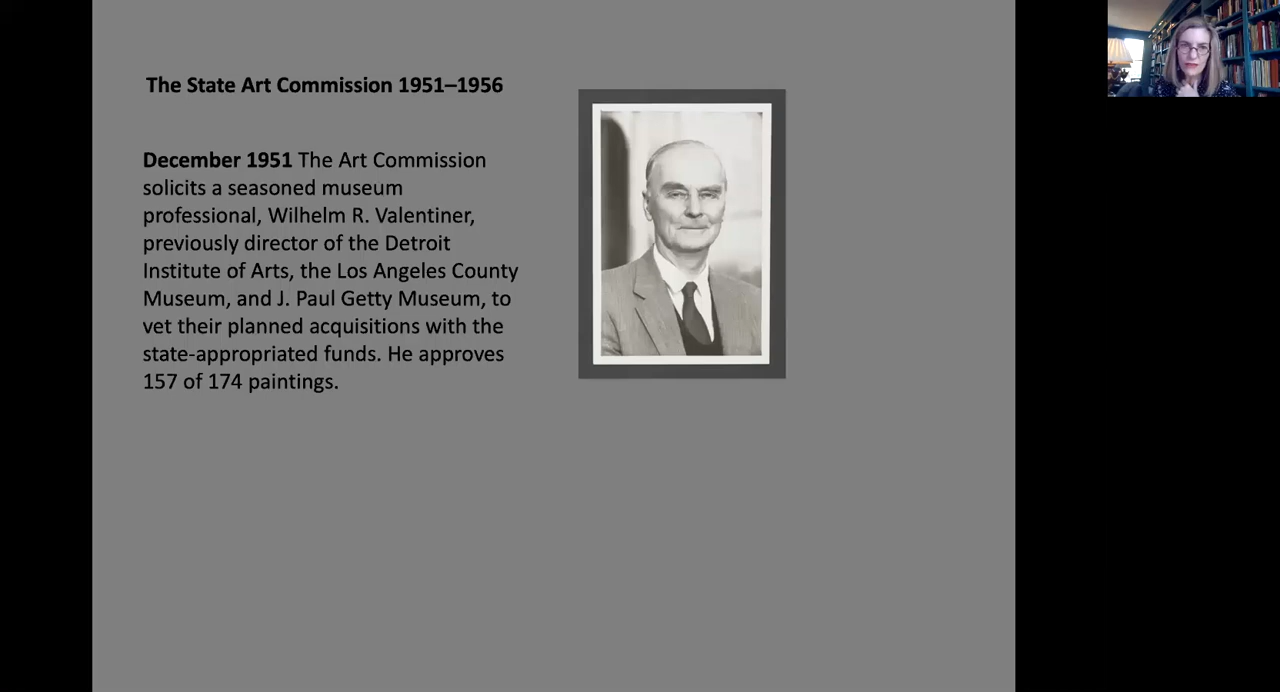 The State Art Commission 1951–1956
December 1951 The Art Commission
solicits a seasoned museum
professional, Wilhelm R. Valentiner,
previously director of the Detroit
Institute of Arts, the Los Angeles County
Museum, and J. Paul Getty Museum, to
vet their planned acquisitions with the
state-appropriated funds. He approves
157 of 174 paintings.